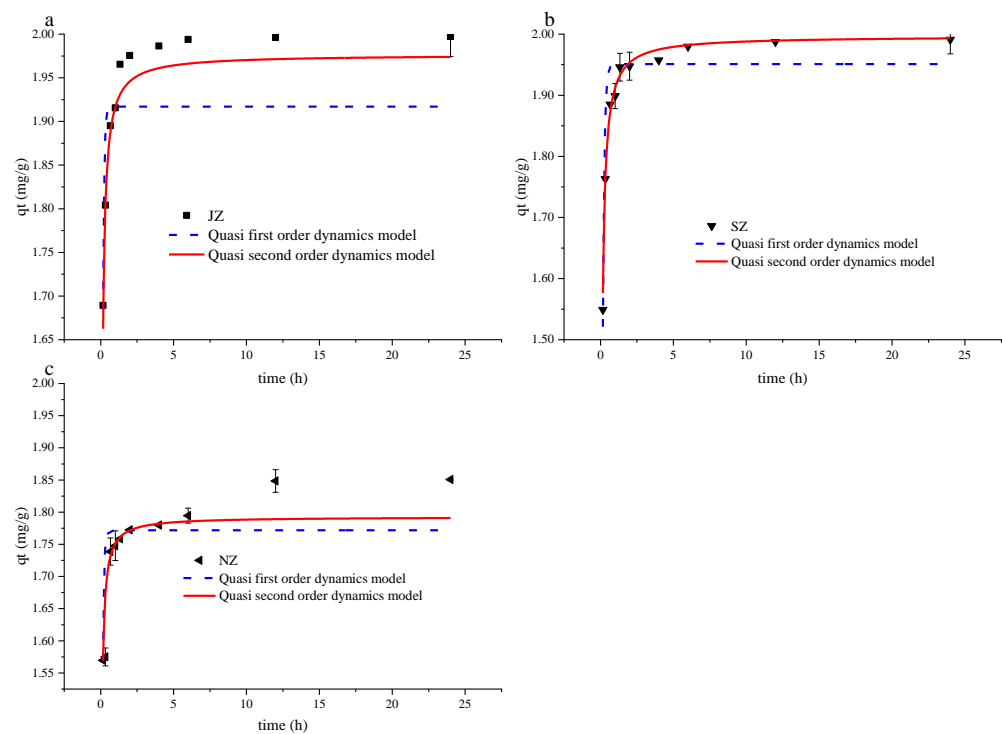 a
2.00
1.95
1.90
1.85
1.80
1.75
1.70
1.65
qt (mg/g)
JZ
Quasi first order dynamics model
Quasi second order dynamics model
0 5 10 15 20 25
time (h)
b
2.00
1.90
1.80
1.70
1.60
1.50
qt (mg/g)
SZ
Quasi first order dynamics model
Quasi second order dynamics model
0 5 10 15 20 25
time (h)
c
2.00
1.95
1.90
1.85
1.80
1.75
1.70
1.65
1.60
1.55
qt (mg/g)
NZ
Quasi first order dynamics model
Quasi second order dynamics model
0 5 10 15 20 25
time (h)